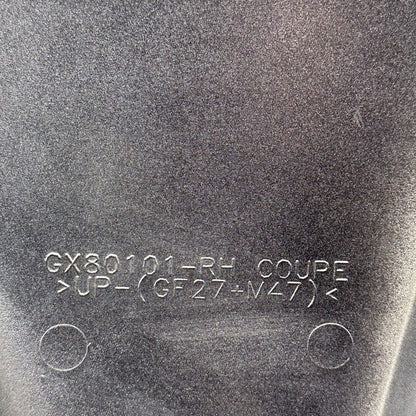 GX80101-RH COUPE
>UP-(GF27+M47)<